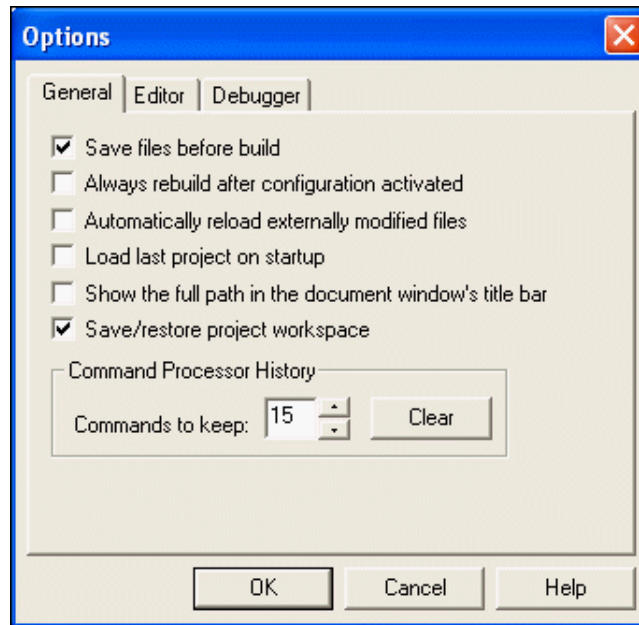 Options
General Editor Debugger
Save files before build
Always rebuild after configuration activated
Automatically reload externally modified files
Load last project on startup
Show the full path in the document window's title bar
Save/restore project workspace
Command Processor History
Commands to keep: 15 Clear
OK Cancel Help